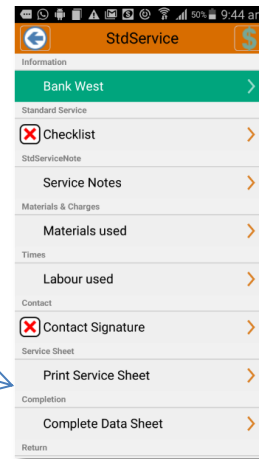 50% 9:44 am
StdService $
Information
Bank West
Standard Service
Checklist
StdServiceNote
Service Notes
Materials & Charges
Materials used
Times
Labour used
Contact
Contact Signature
Service Sheet
Print Service Sheet
Completion
Complete Data Sheet
Return